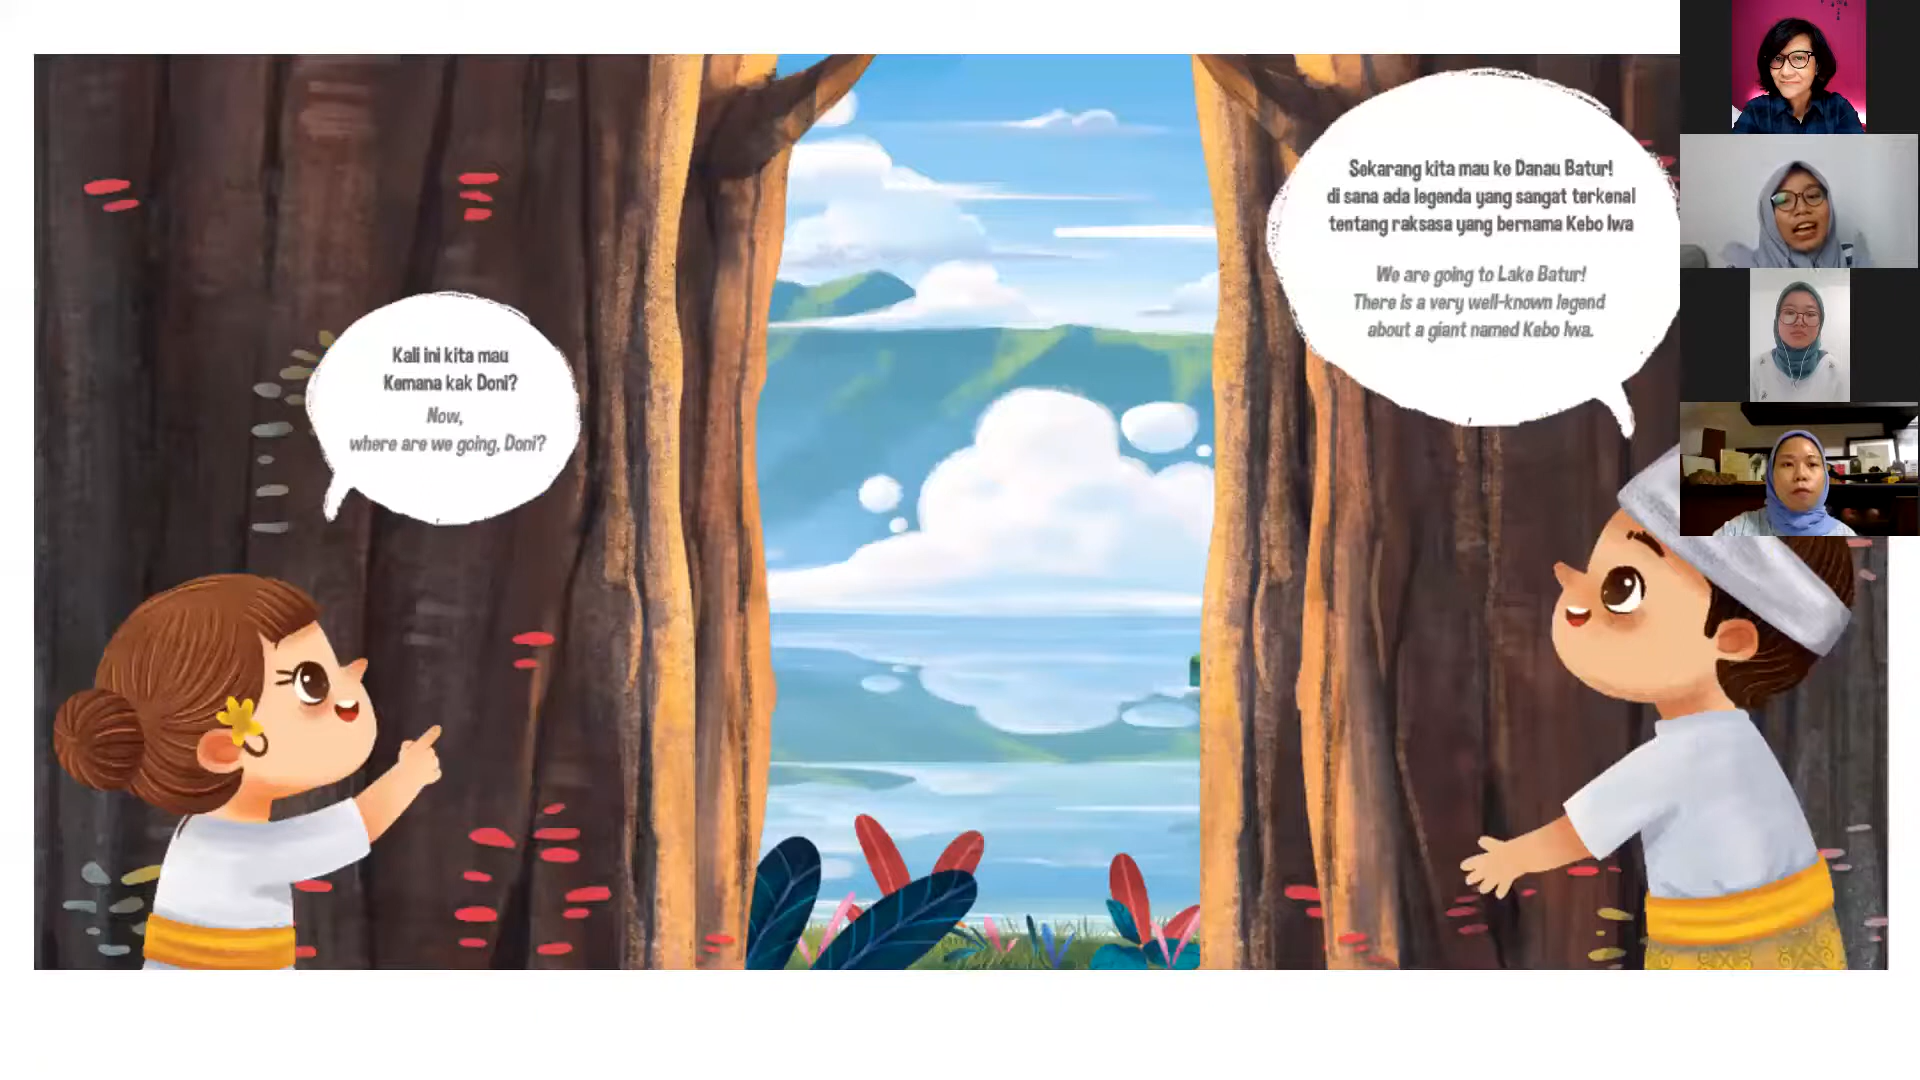 Kali ini kita mau
Kemana kak Doni?
Now,
where are we going, Doni?
Sekarang kita mau ke Danau Batur!
di sana ada legenda yang sangat terkenal
tentang raksasa yang bernama Kebo Iwa
We are going to Lake Batur!
There is a very well-known legend
about a giant named Kebo Iwa.